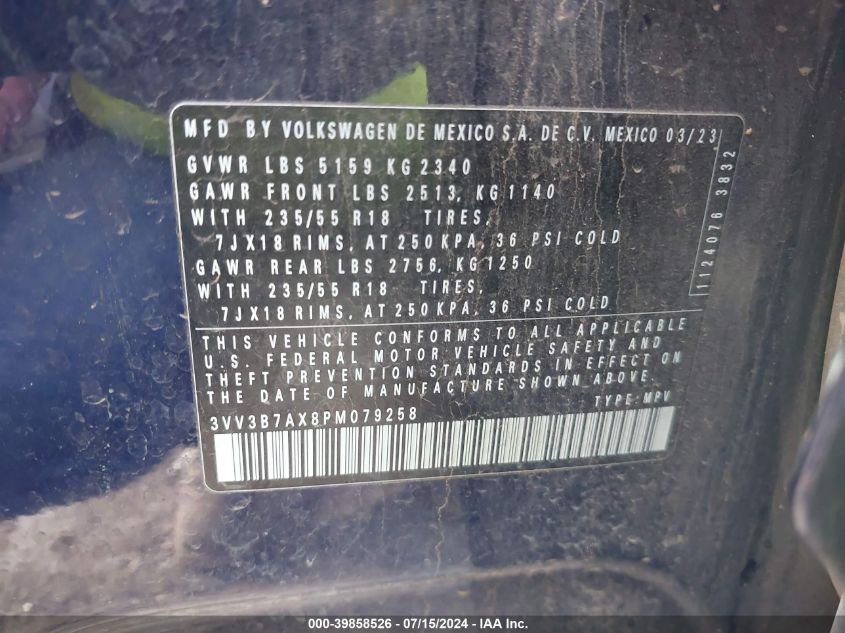 MFD BY VOLKSWAGEN DE MEXICO S.A. DE C.V. MEXICO 03/23
GVWR LBS 5159 KG 2340
GAWR FRONT LBS 2513, KG 1140
WITH 235/55 R18 TIRES,
7JX18 RIMS, AT 250 KPA, 36 PSI COLD
GAWR REAR LBS 2756, KG 1250
WITH 235/55 R18 TIRES,
7JX18 RIMS, AT 250 KPA, 36 PSI COLD
1124076 3832
THIS VEHICLE CONFORMS TO ALL APPLICABLE
U.S. FEDERAL MOTOR VEHICLE SAFETY AND
THEFT PREVENTION STANDARDS IN EFFECT ON
THE DATE OF MANUFACTURE SHOWN ABOVE.
3VV3B7AX8PM079258 TYPE: MPV
000-39858526 - 07/15/2024 - IAA Inc.